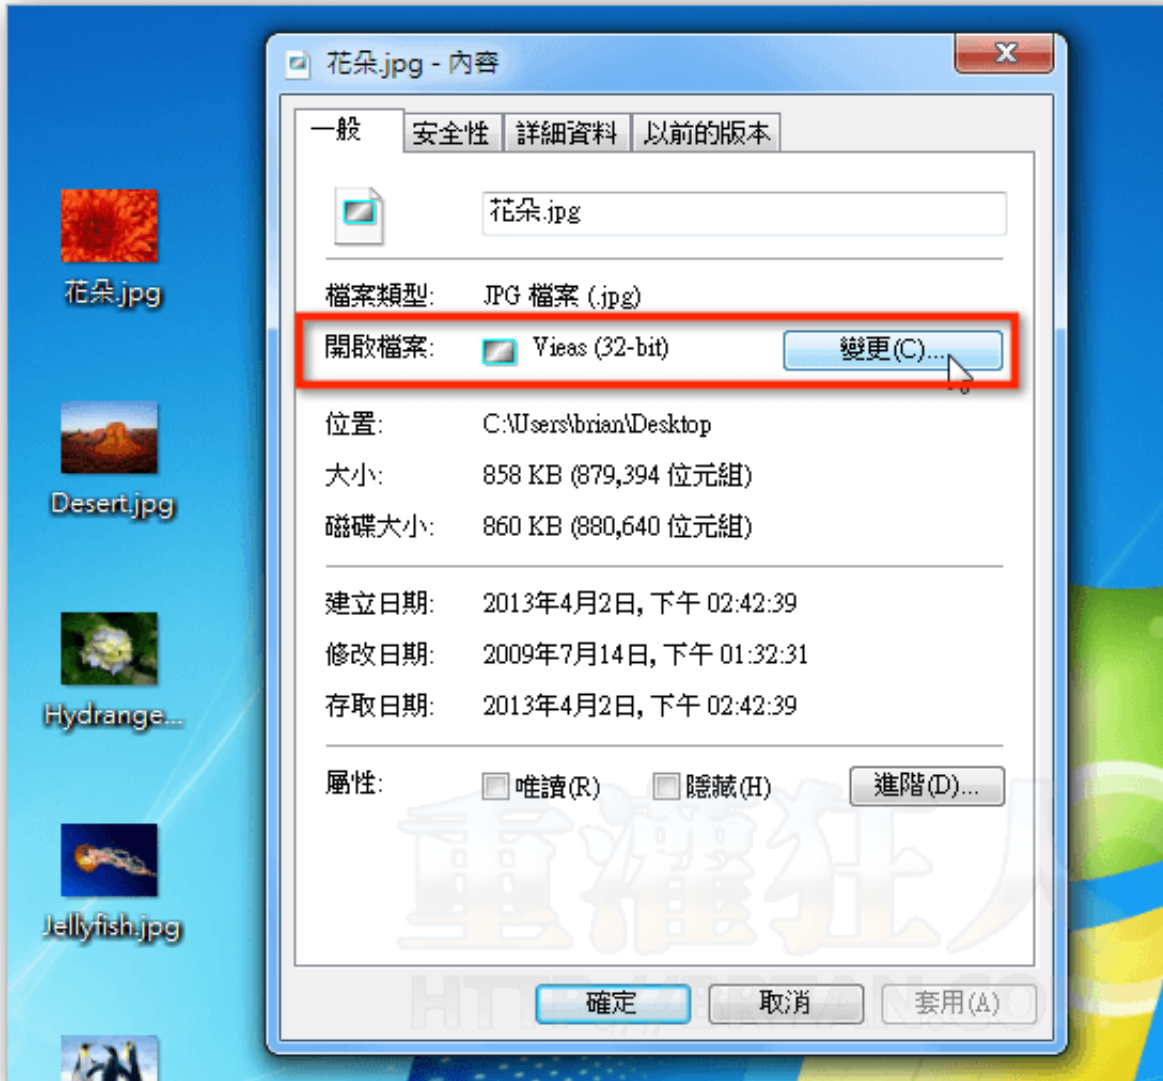 花朵.jpg - 內容
一般 安全性 詳細資料 以前的版本
花朵.jpg
檔案類型: JPG 檔案 (.jpg)
開啟檔案: Vieas (32-bit) 變更(C)...
位置: C:\Users\brian\Desktop
大小: 858 KB (879,394 位元組)
磁碟大小: 860 KB (880,640 位元組)
建立日期: 2013年4月2日, 下午 02:42:39
修改日期: 2009年7月14日, 下午 01:32:31
存取日期: 2013年4月2日, 下午 02:42:39
屬性: 唯讀(R) 隱藏(H) 進階(D)...
重灌狂人
確定 取消 套用(A)
花朵.jpg
Desert.jpg
Hydrange...
Jellyfish.jpg